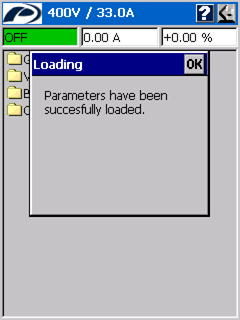 400V / 33.0A ?
OFF 0.00 A +0.00 %
Loading OK
Parameters have been
succesfully loaded.